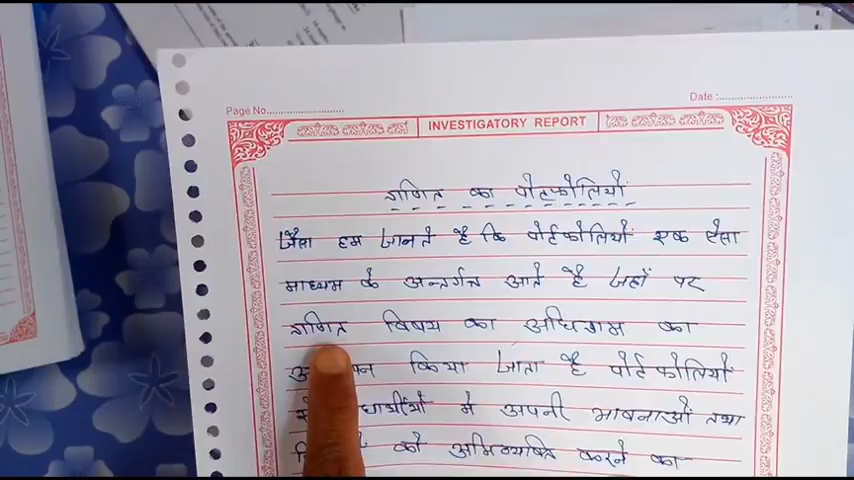 Page No.
Date :
INVESTIGATORY REPORT
गणित का पोर्टफोलियों
जैसा हम जानते है कि पोर्टफोलियों एक ऐसा
माध्यम के अन्तर्गत आते है जहाँ पर
गणित विषय का अधिगम का
किया जाता है पोर्टफोलियों
मे अपनी भाबनाओ तथा
को अभिव्यक्ति करने का